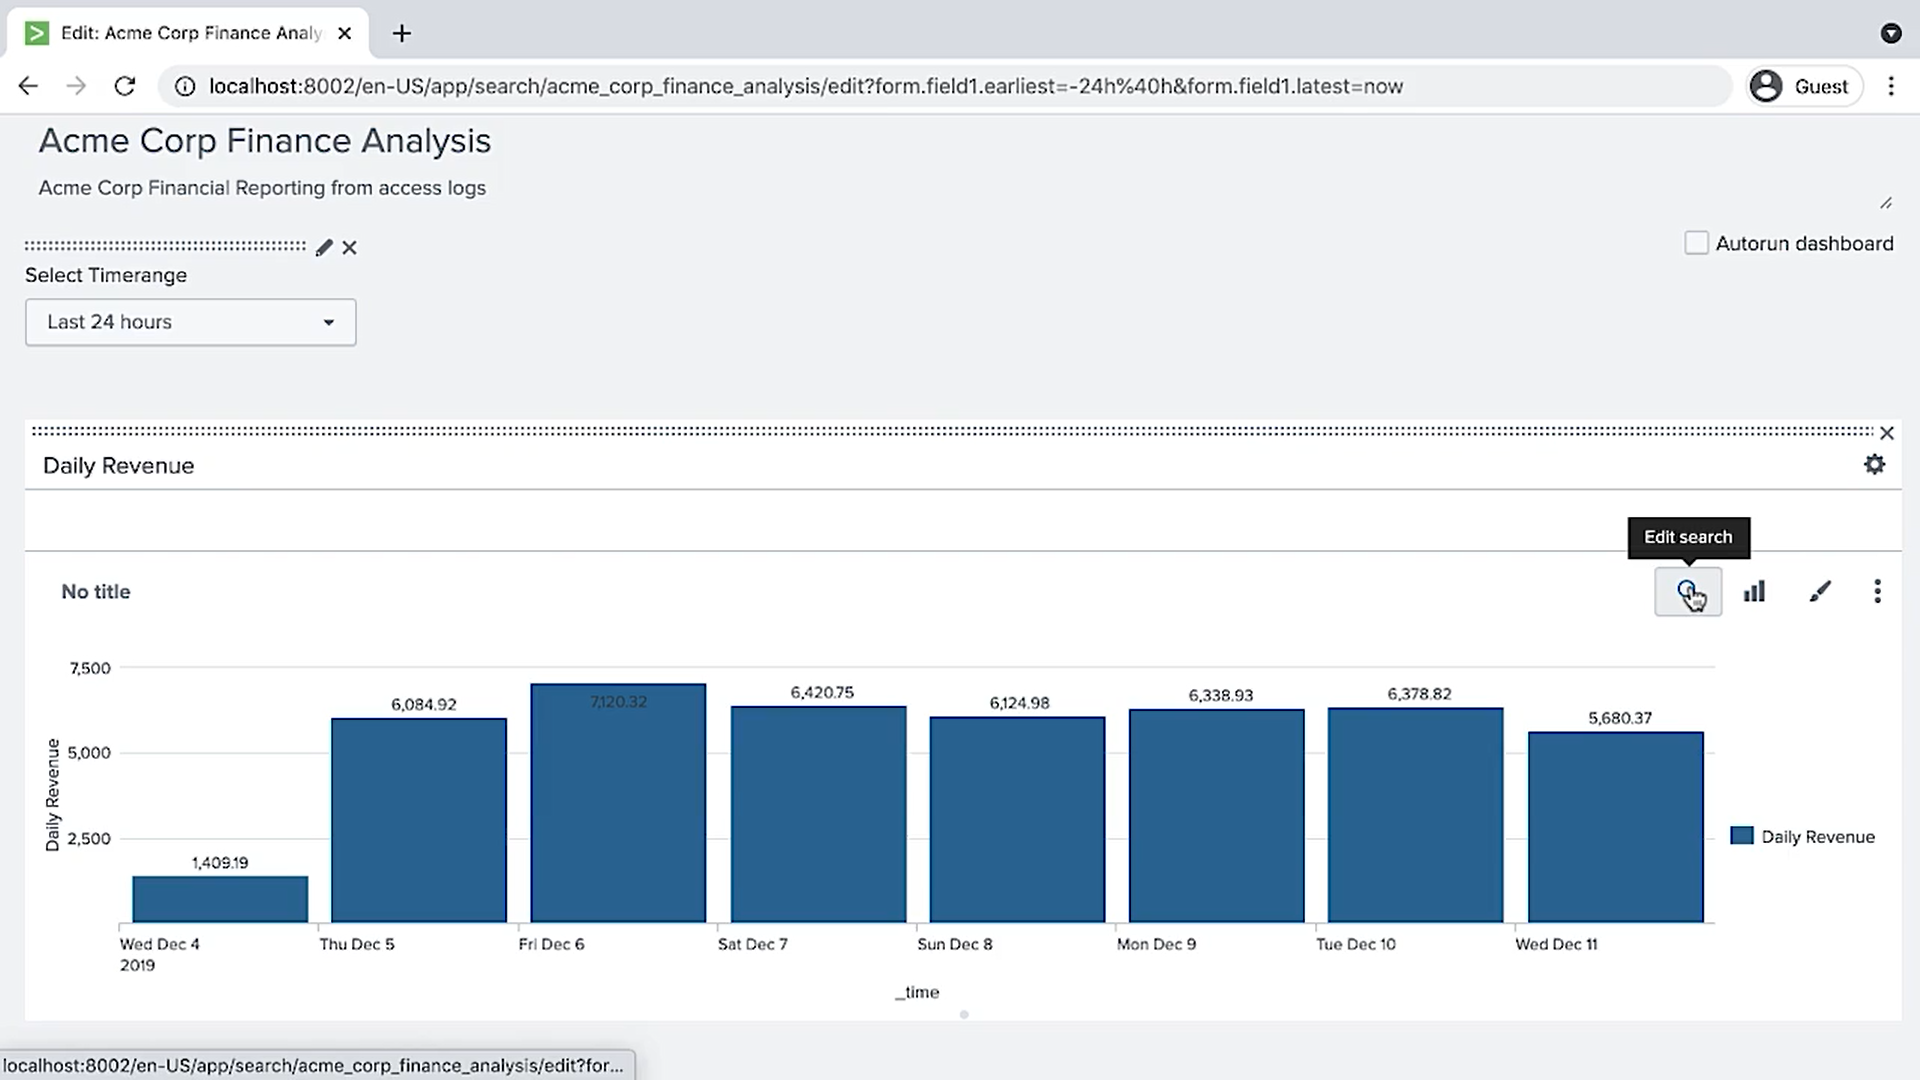 Edit: Acme Corp Finance Analy
localhost:8002/en-US/app/search/acme_corp_finance_analysis/edit?form.field1.earliest=-24h%40h&form.field1.latest=now
Guest
Acme Corp Finance Analysis
Acme Corp Financial Reporting from access logs
Autorun dashboard
Select Timerange
Last 24 hours
Daily Revenue
Edit search
No title
7,500
5,000
2,500
Daily Revenue
1,409.19
6,084.92
7,120.32
6,420.75
6,124.98
6,338.93
6,378.82
5,680.37
Daily Revenue
Wed Dec 4
2019
Thu Dec 5
Fri Dec 6
Sat Dec 7
Sun Dec 8
Mon Dec 9
Tue Dec 10
Wed Dec 11
_time
localhost:8002/en-US/app/search/acme_corp_finance_analysis/edit?for...